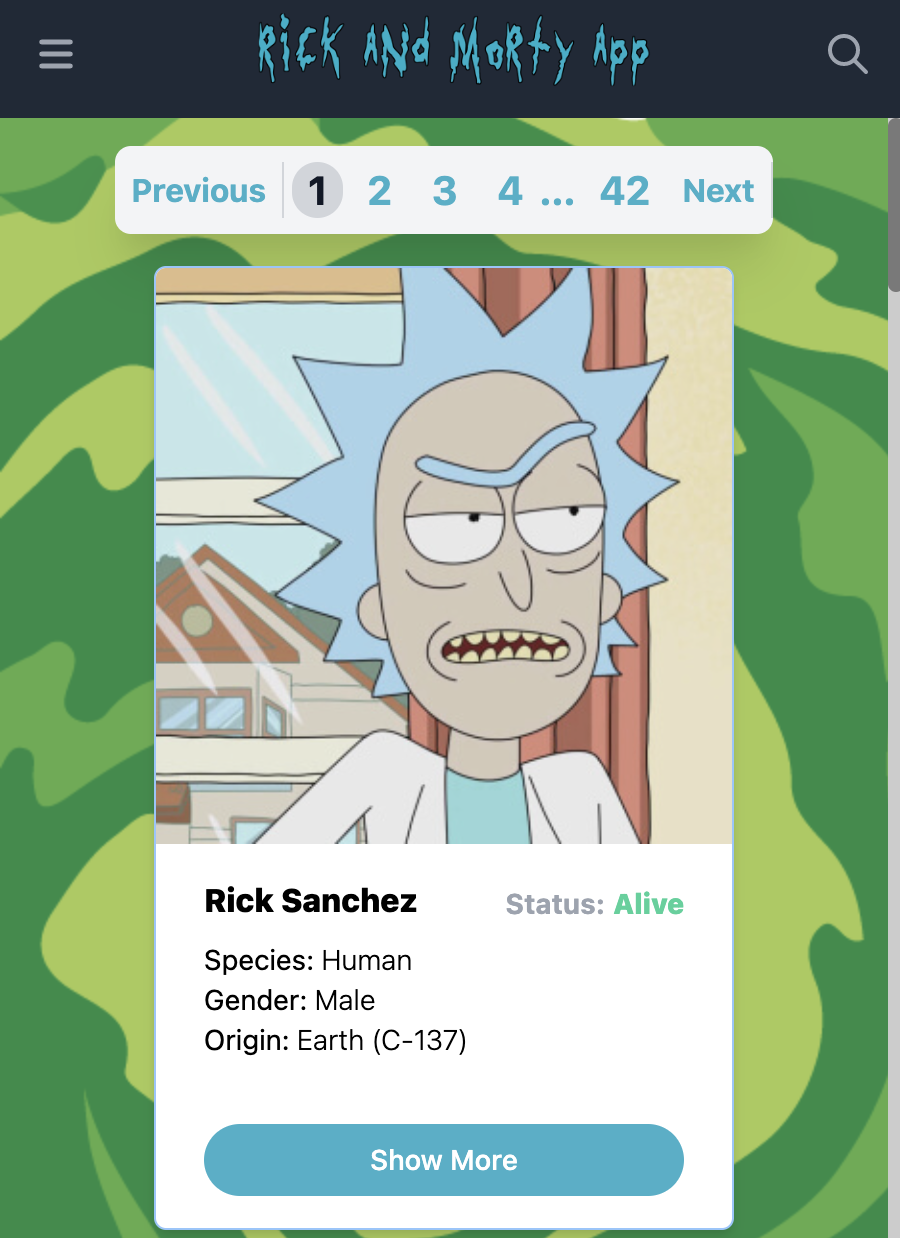 Rick and Morty App
Previous 1 2 3 4 ... 42 Next
Rick Sanchez Status: Alive
Species: Human
Gender: Male
Origin: Earth (C-137)
Show More